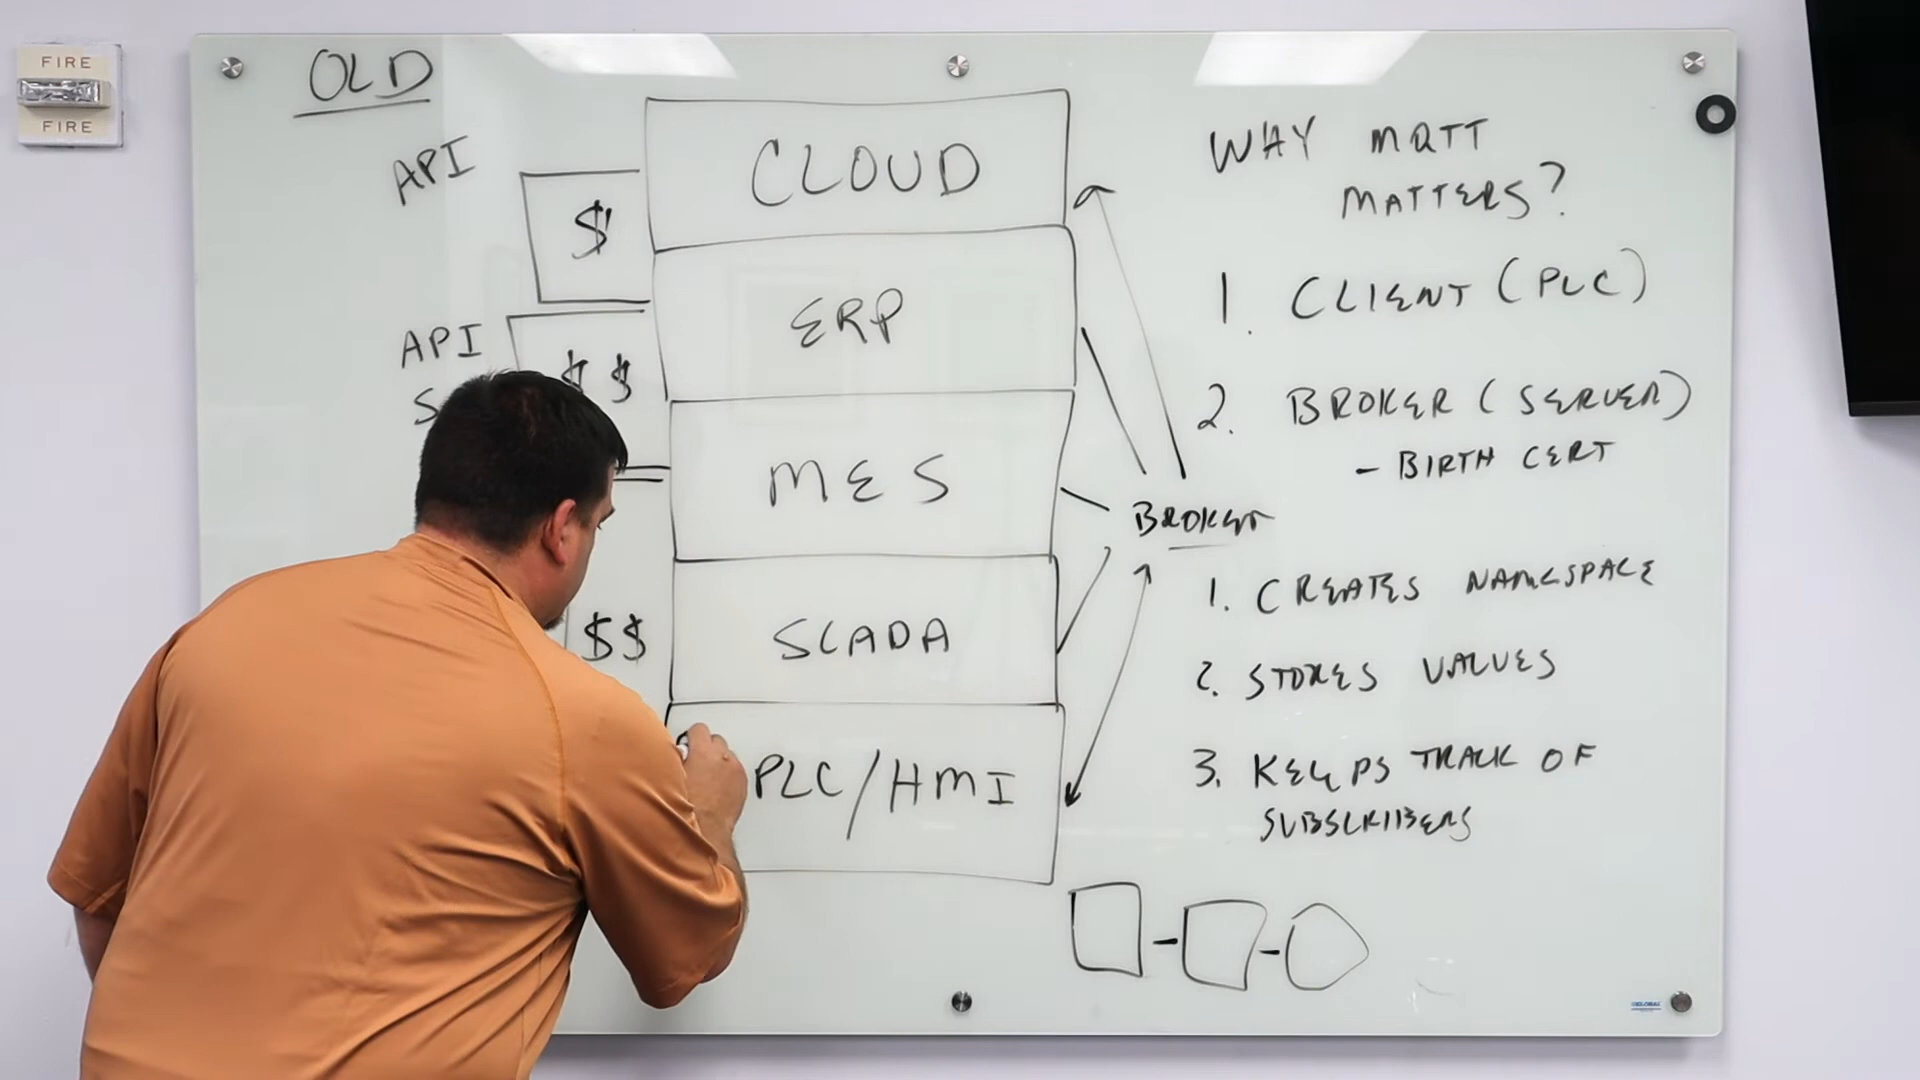 FIRE
FIRE
OLD
API
$
API
$ $
$$
CLOUD
ERP
MES
SCADA
PLC/HMI
BROKER
WHY MQTT
MATTERS?
1. CLIENT (PLC)
2. BROKER (SERVER)
- BIRTH CERT
1. CREATES NAMESPACE
2. STORES VALUES
3. KEEPS TRACK OF
SUBSCRIBERS
GLOBAL